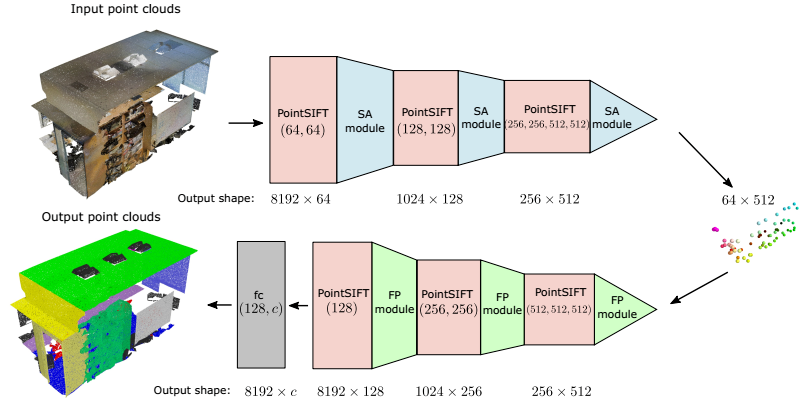 Input point clouds
PointSIFT
(64, 64)
SA
module
PointSIFT
(128, 128)
SA
module
PointSIFT
(256, 256, 512, 512)
SA
module
Output shape:
8192 × 64
1024 × 128
256 × 512
64 × 512
Output point clouds
fc
(128, c)
PointSIFT
(128)
FP
module
PointSIFT
(256, 256)
FP
module
PointSIFT
(512, 512, 512)
FP
module
Output shape:
8192 × c
8192 × 128
1024 × 256
256 × 512